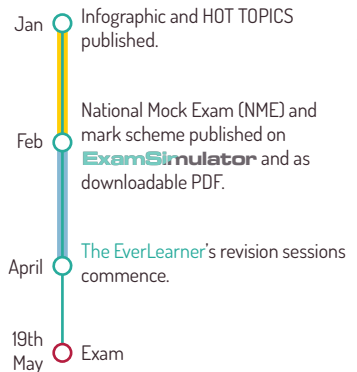 Jan
Infographic and HOT TOPICS
published.
National Mock Exam (NME) and
Feb
mark scheme published on
ExamSimulator and as
downloadable PDF.
April
The EverLearner's revision sessions
commence.
19th
May
Exam